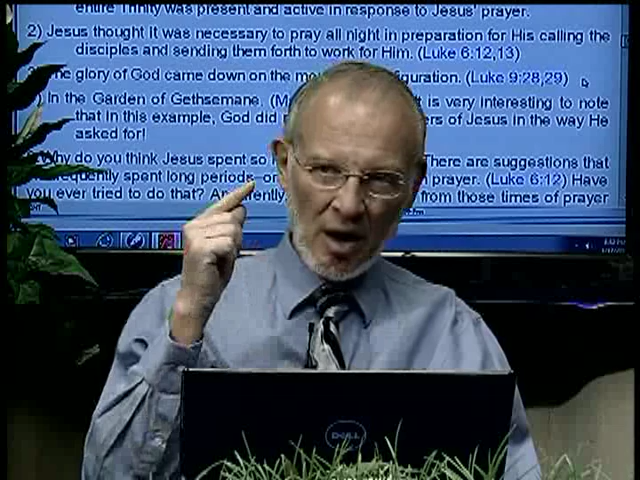 entire Trinity was present and active in response to Jesus' prayer.
2) Jesus thought it was necessary to pray all night in preparation for His calling the
disciples and sending them forth to work for Him. (Luke 6:12,13)
he glory of God came down on the mo figuration. (Luke 9:28,29)
) In the Garden of Gethsemane. (M t is very interesting to note
that in this example, God did ers of Jesus in the way He
asked for!
Why do you think Jesus spent so There are suggestions that
equently spent long periods–or prayer. (Luke 6:12) Have
you ever tried to do that? A from those times of prayer
DELL